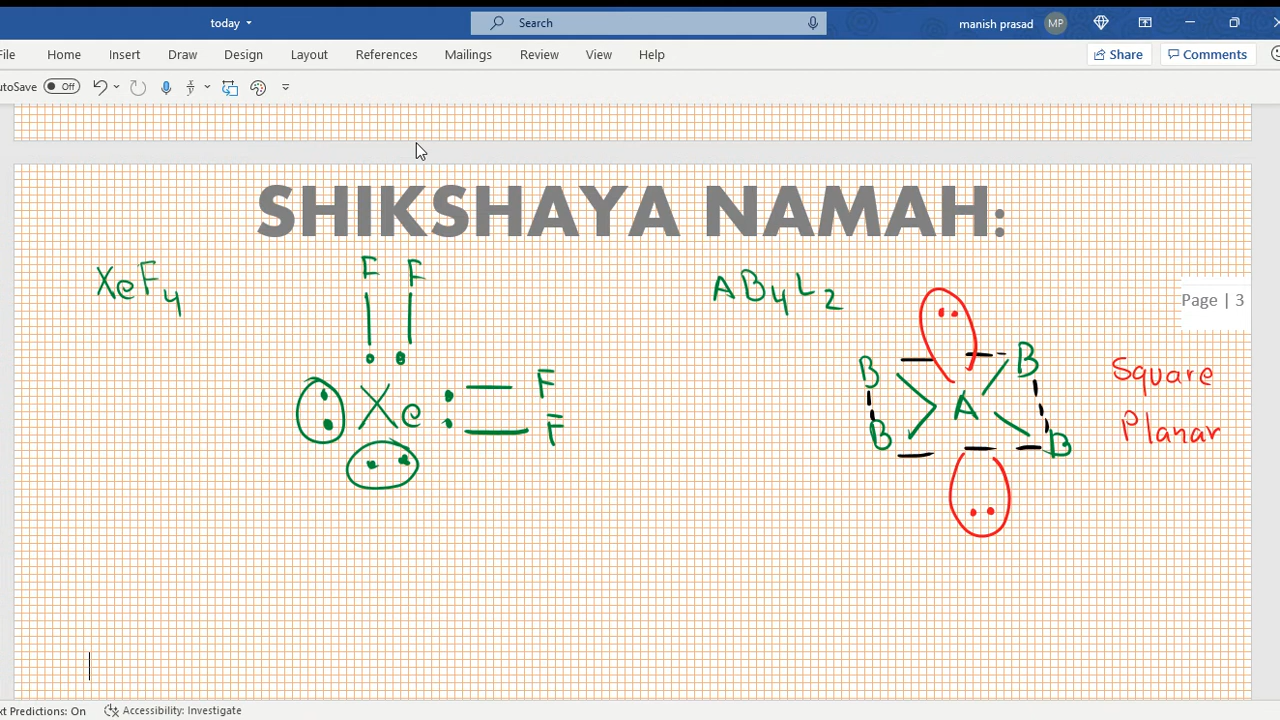 today
Search
manish prasad MP
File Home Insert Draw Design Layout References Mailings Review View Help Share Comments
AutoSave Off
SHIKSHAYA NAMAH:
XeF4
F F
Xe F
F
AB4L2
B B
A
B B
Square
Planar
Page | 3
Text Predictions: On Accessibility: Investigate